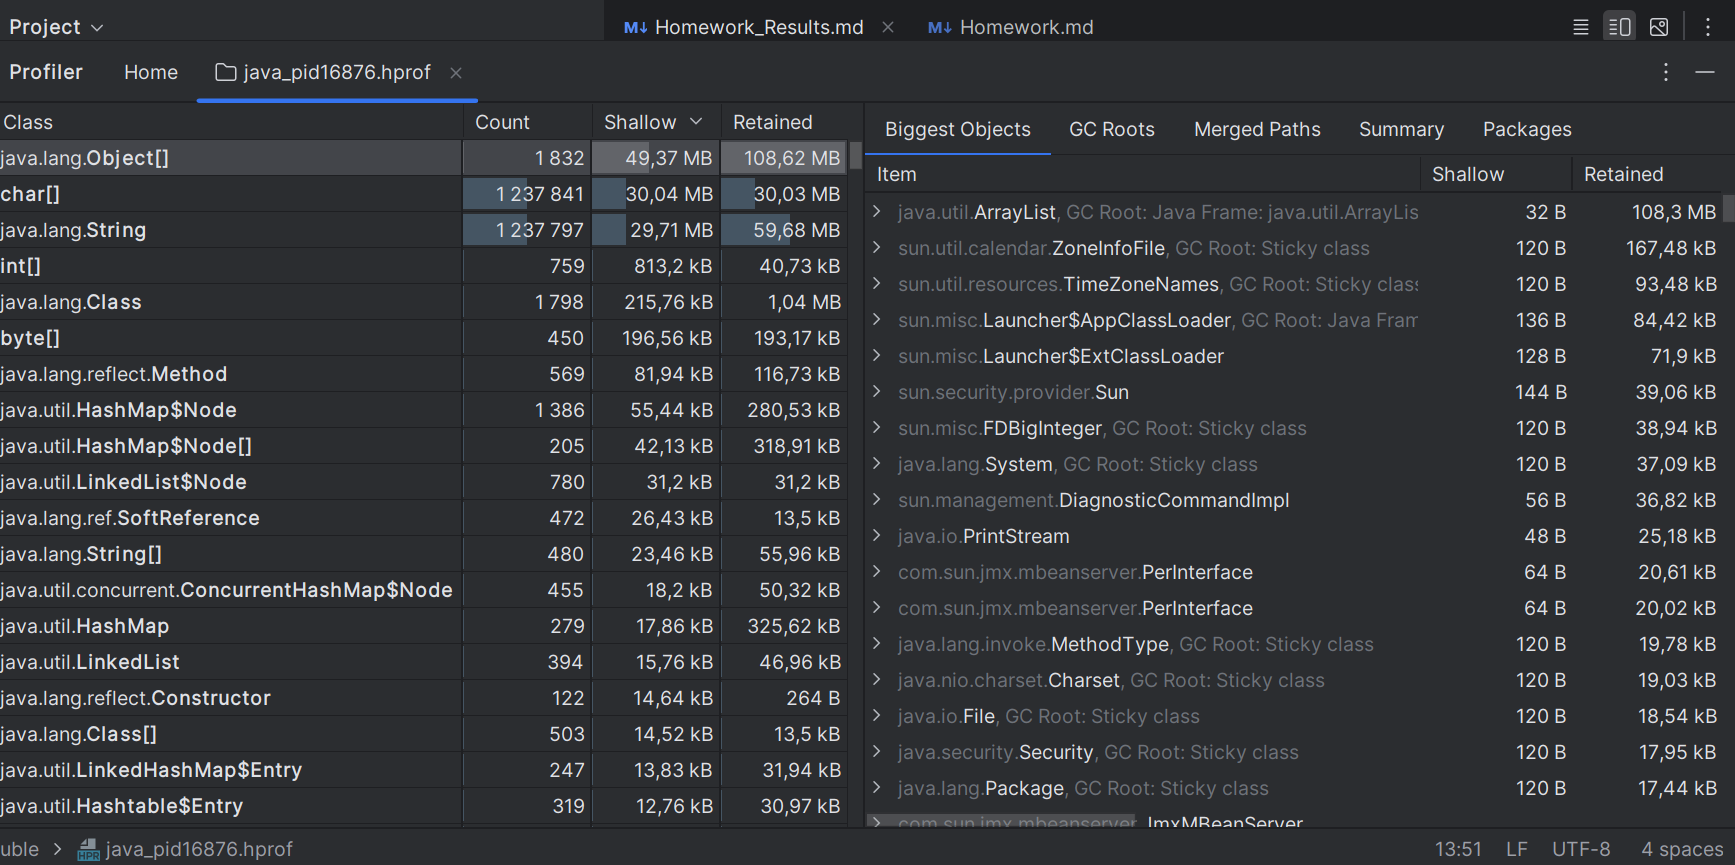 Project
Homework_Results.md
Homework.md
Profiler
Home
java_pid16876.hprof
Class Count Shallow Retained
java.lang.Object[] 1 832 49,37 MB 108,62 MB
char[] 1 237 841 30,04 MB 30,03 MB
java.lang.String 1 237 797 29,71 MB 59,68 MB
int[] 759 813,2 kB 40,73 kB
java.lang.Class 1 798 215,76 kB 1,04 MB
byte[] 450 196,56 kB 193,17 kB
java.lang.reflect.Method 569 81,94 kB 116,73 kB
java.util.HashMap$Node 1 386 55,44 kB 280,53 kB
java.util.HashMap$Node[] 205 42,13 kB 318,91 kB
java.util.LinkedList$Node 780 31,2 kB 31,2 kB
java.lang.ref.SoftReference 472 26,43 kB 13,5 kB
java.lang.String[] 480 23,46 kB 55,96 kB
java.util.concurrent.ConcurrentHashMap$Node 455 18,2 kB 50,32 kB
java.util.HashMap 279 17,86 kB 325,62 kB
java.util.LinkedList 394 15,76 kB 46,96 kB
java.lang.reflect.Constructor 122 14,64 kB 264 B
java.lang.Class[] 503 14,52 kB 13,5 kB
java.util.LinkedHashMap$Entry 247 13,83 kB 31,94 kB
java.util.Hashtable$Entry 319 12,76 kB 30,97 kB
Biggest Objects GC Roots Merged Paths Summary Packages
Item Shallow Retained
java.util.ArrayList, GC Root: Java Frame: java.util.ArrayLis 32 B 108,3 MB
sun.util.calendar.ZoneInfoFile, GC Root: Sticky class 120 B 167,48 kB
sun.util.resources.TimeZoneNames, GC Root: Sticky class 120 B 93,48 kB
sun.misc.Launcher$AppClassLoader, GC Root: Java Fram 136 B 84,42 kB
sun.misc.Launcher$ExtClassLoader 128 B 71,9 kB
sun.security.provider.Sun 144 B 39,06 kB
sun.misc.FDBigInteger, GC Root: Sticky class 120 B 38,94 kB
java.lang.System, GC Root: Sticky class 120 B 37,09 kB
sun.management.DiagnosticCommandImpl 56 B 36,82 kB
java.io.PrintStream 48 B 25,18 kB
com.sun.jmx.mbeanserver.PerInterface 64 B 20,61 kB
com.sun.jmx.mbeanserver.PerInterface 64 B 20,02 kB
java.lang.invoke.MethodType, GC Root: Sticky class 120 B 19,78 kB
java.nio.charset.Charset, GC Root: Sticky class 120 B 19,03 kB
java.io.File, GC Root: Sticky class 120 B 18,54 kB
java.security.Security, GC Root: Sticky class 120 B 17,95 kB
java.lang.Package, GC Root: Sticky class 120 B 17,44 kB
com.sun.jmx.mbeanserver.JmxMBeanServer
uble
java_pid16876.hprof
13:51 LF UTF-8 4 spaces